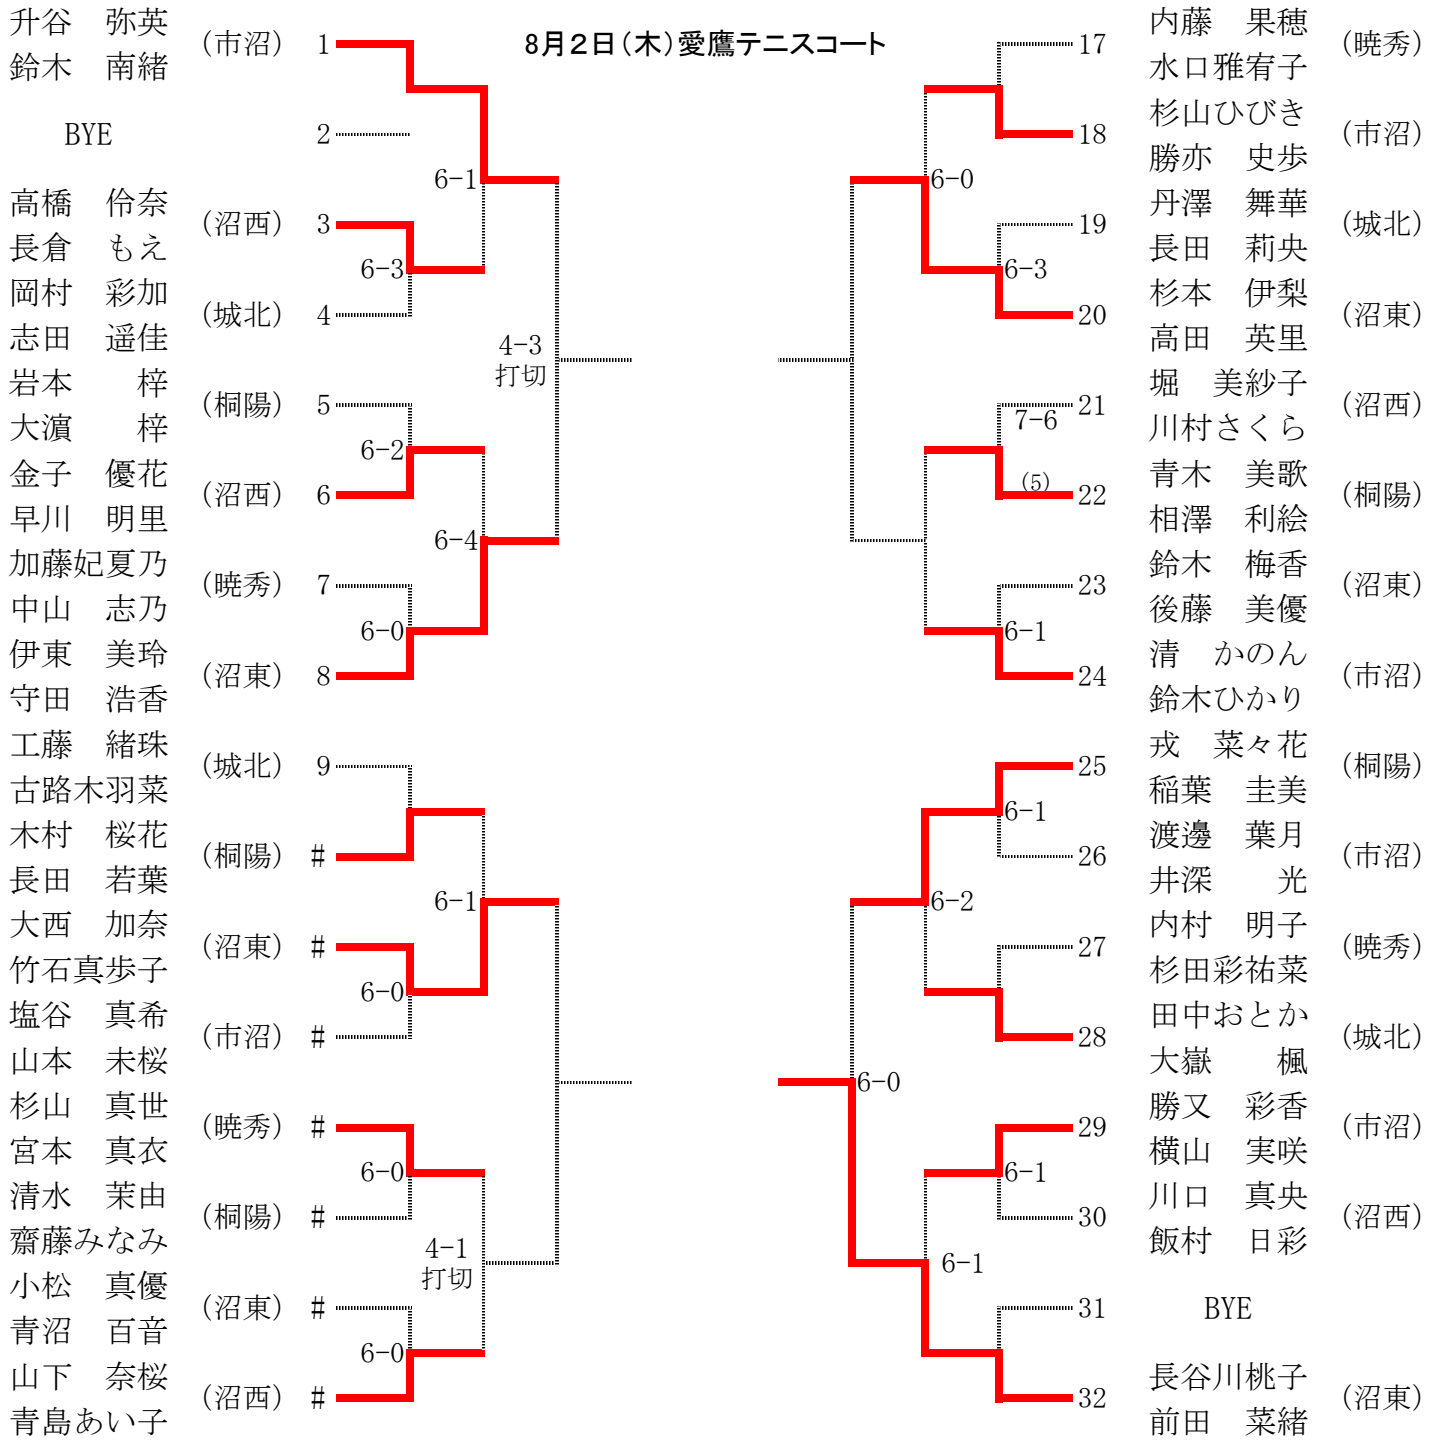 8月2日(木)愛鷹テニスコート
升谷　弥英
鈴木　南緒
(市沼) 1
BYE
2
高橋　伶奈
長倉　もえ
(沼西) 3
岡村　彩加
志田　遥佳
(城北) 4
岩本　　梓
大濵　　梓
(桐陽) 5
金子　優花
早川　明里
(沼西) 6
加藤妃夏乃
中山　志乃
(暁秀) 7
伊東　美玲
守田　浩香
(沼東) 8
工藤　緒珠
古路木羽菜
(城北) 9
木村　桜花
長田　若葉
(桐陽) #
大西　加奈
竹石真歩子
(沼東) #
塩谷　真希
山本　未桜
(市沼) #
杉山　真世
宮本　真衣
(暁秀) #
清水　茉由
齋藤みなみ
(桐陽) #
小松　真優
青沼　百音
(沼東) #
山下　奈桜
青島あい子
(沼西) #
6-3
6-2
6-0
6-0
6-0
6-0
6-1
6-4
6-1
4-1
打切
4-3
打切
17
内藤　果穂
水口雅宥子
(暁秀)
18
杉山ひびき
勝亦　史歩
(市沼)
19
丹澤　舞華
長田　莉央
(城北)
20
杉本　伊梨
高田　英里
(沼東)
21
堀　美紗子
川村さくら
(沼西)
22
青木　美歌
相澤　利絵
(桐陽)
23
鈴木　梅香
後藤　美優
(沼東)
24
清　かのん
鈴木ひかり
(市沼)
25
戎　菜々花
稲葉　圭美
(桐陽)
26
渡邊　葉月
井深　　光
(市沼)
27
内村　明子
杉田彩祐菜
(暁秀)
28
田中おとか
大嶽　　楓
(城北)
29
勝又　彩香
横山　実咲
(市沼)
30
川口　真央
飯村　日彩
(沼西)
31
BYE
32
長谷川桃子
前田　菜緒
(沼東)
6-3
7-6
(5)
6-1
6-1
6-1
6-0
6-2
6-1
6-0